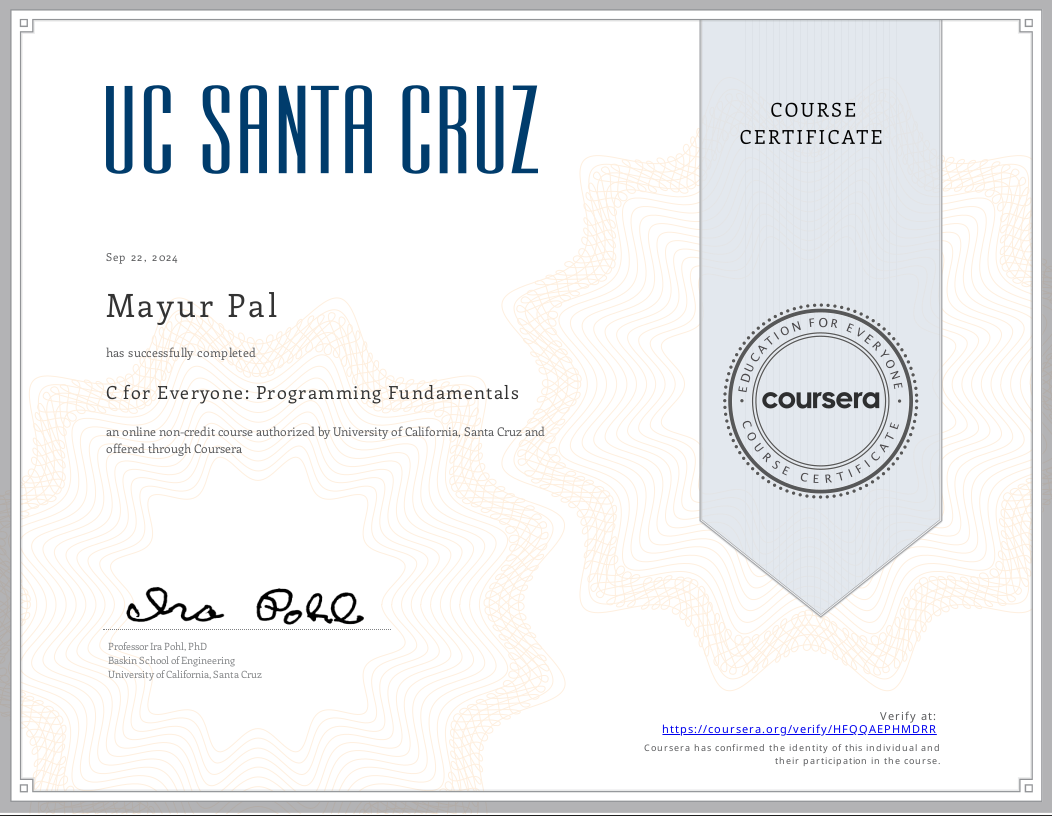 UC SANTA CRUZ
Sep 22, 2024
Mayur Pal
has successfully completed
C for Everyone: Programming Fundamentals
an online non-credit course authorized by University of California, Santa Cruz and
offered through Coursera
Ira Pohl
Professor Ira Pohl, PhD
Baskin School of Engineering
University of California, Santa Cruz
COURSE
CERTIFICATE
EDUCATION FOR EVERYONE
coursera
COURSE CERTIFICATE
Verify at:
https://coursera.org/verify/HFQQAEPHMDRR
Coursera has confirmed the identity of this individual and
their participation in the course.